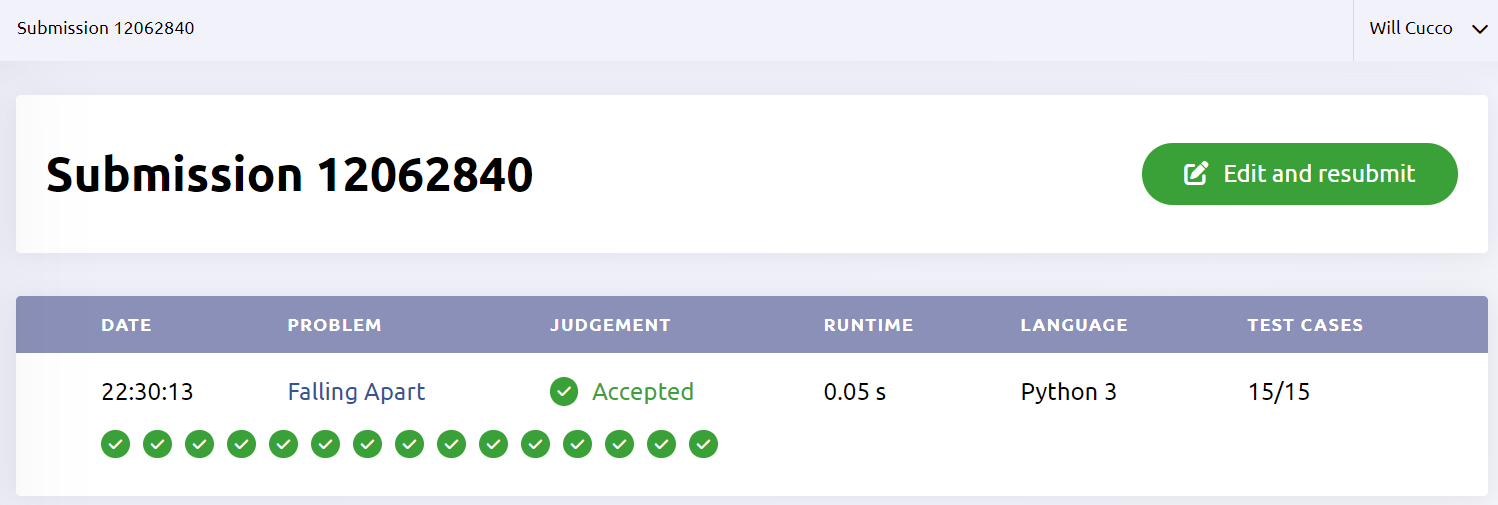 Submission 12062840 Will Cucco
Submission 12062840 Edit and resubmit
DATE PROBLEM JUDGEMENT RUNTIME LANGUAGE TEST CASES
22:30:13 Falling Apart Accepted 0.05 s Python 3 15/15